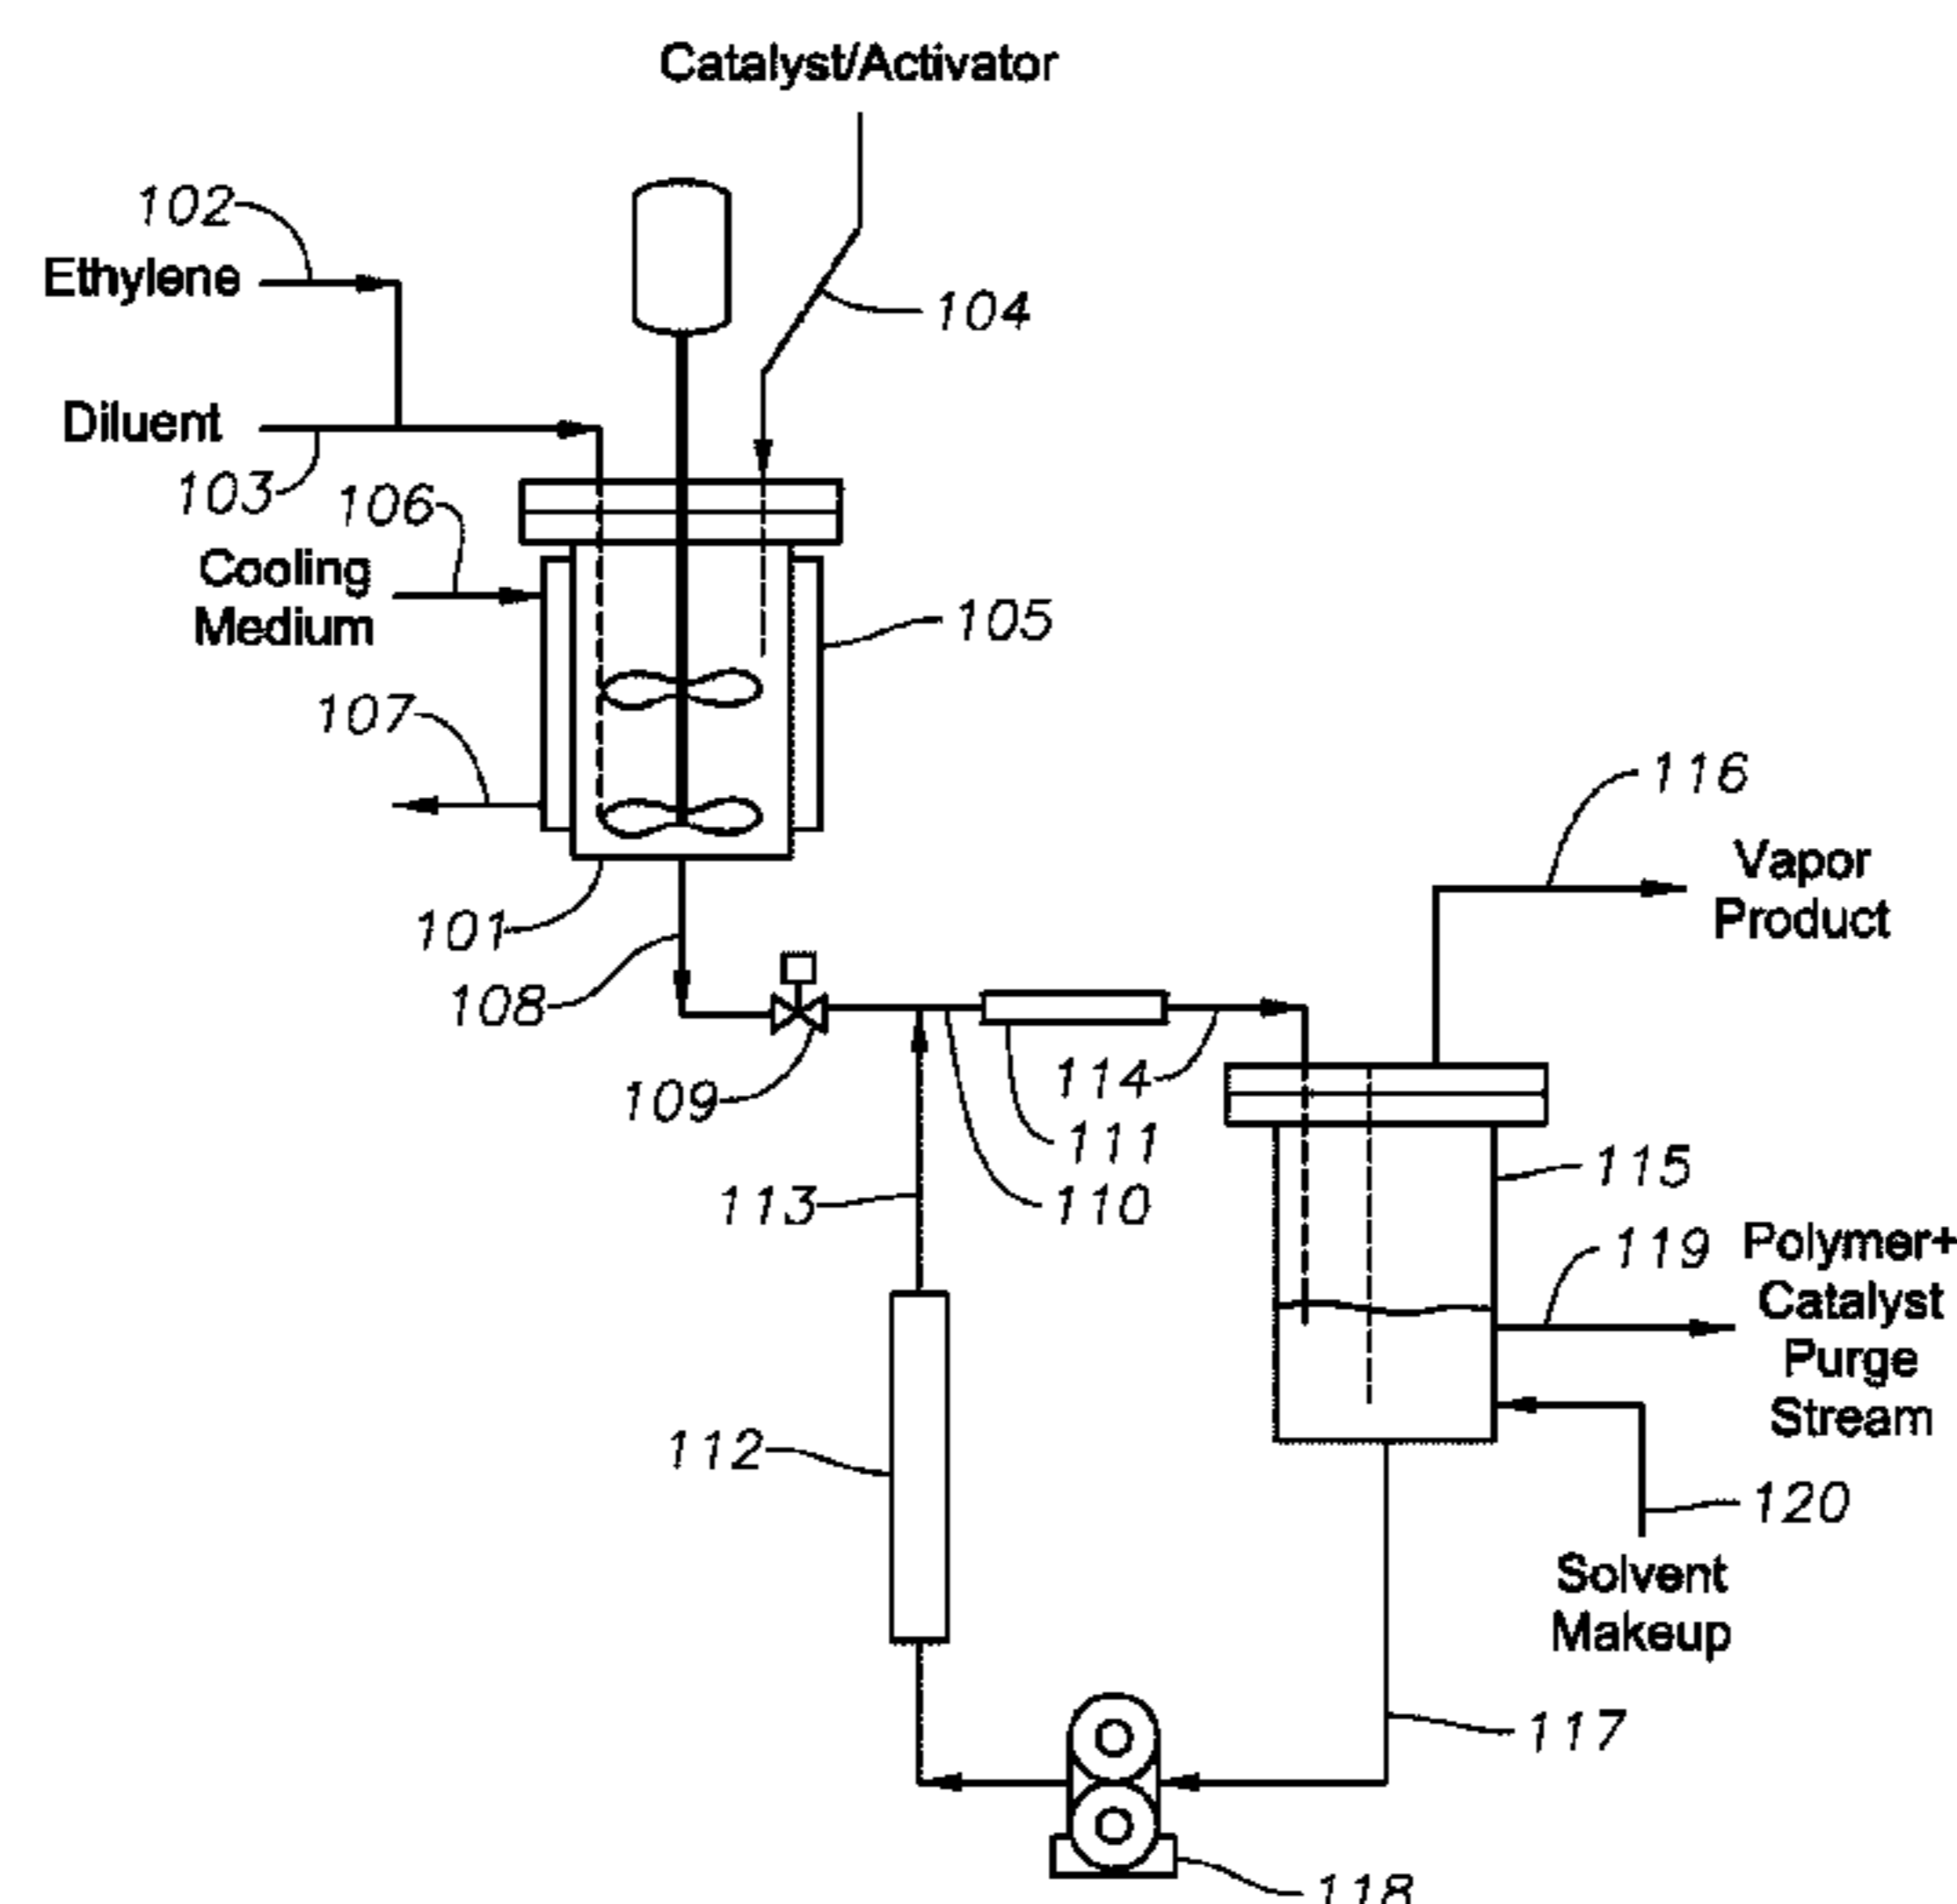 Catalyst/Activator
102
Ethylene
104
Diluent
103
106
Cooling
Medium
105
107
116
Vapor
Product
101
108
109
114
111
110
113
115
119
Polymer+
Catalyst
Purge
Stream
112
120
Solvent
Makeup
117
118